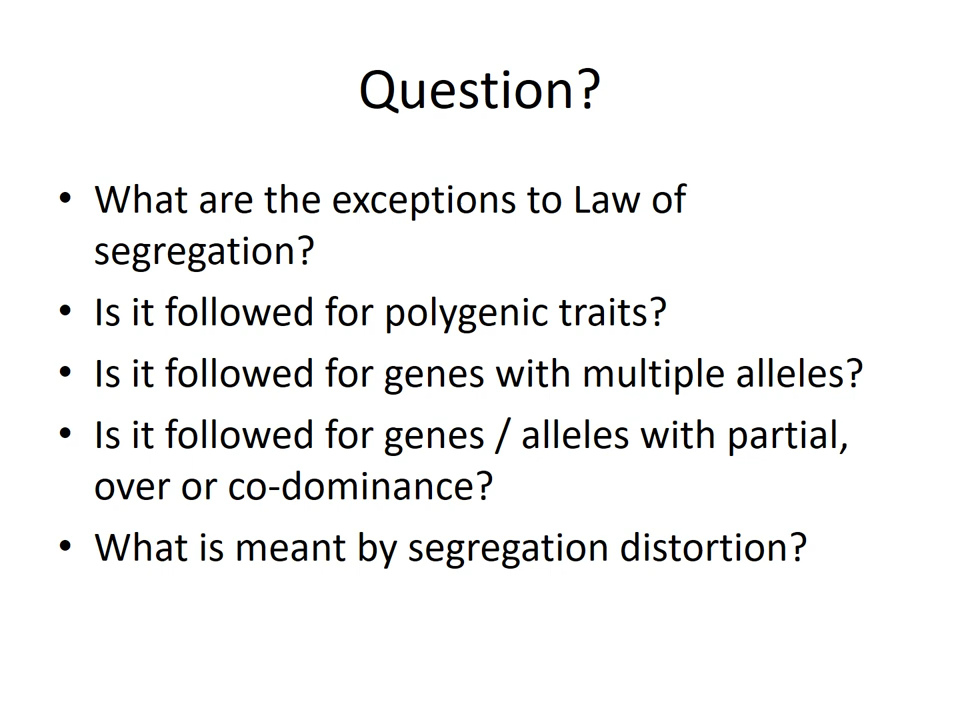 Question?
• What are the exceptions to Law of
segregation?
• Is it followed for polygenic traits?
• Is it followed for genes with multiple alleles?
• Is it followed for genes / alleles with partial,
over or co-dominance?
• What is meant by segregation distortion?